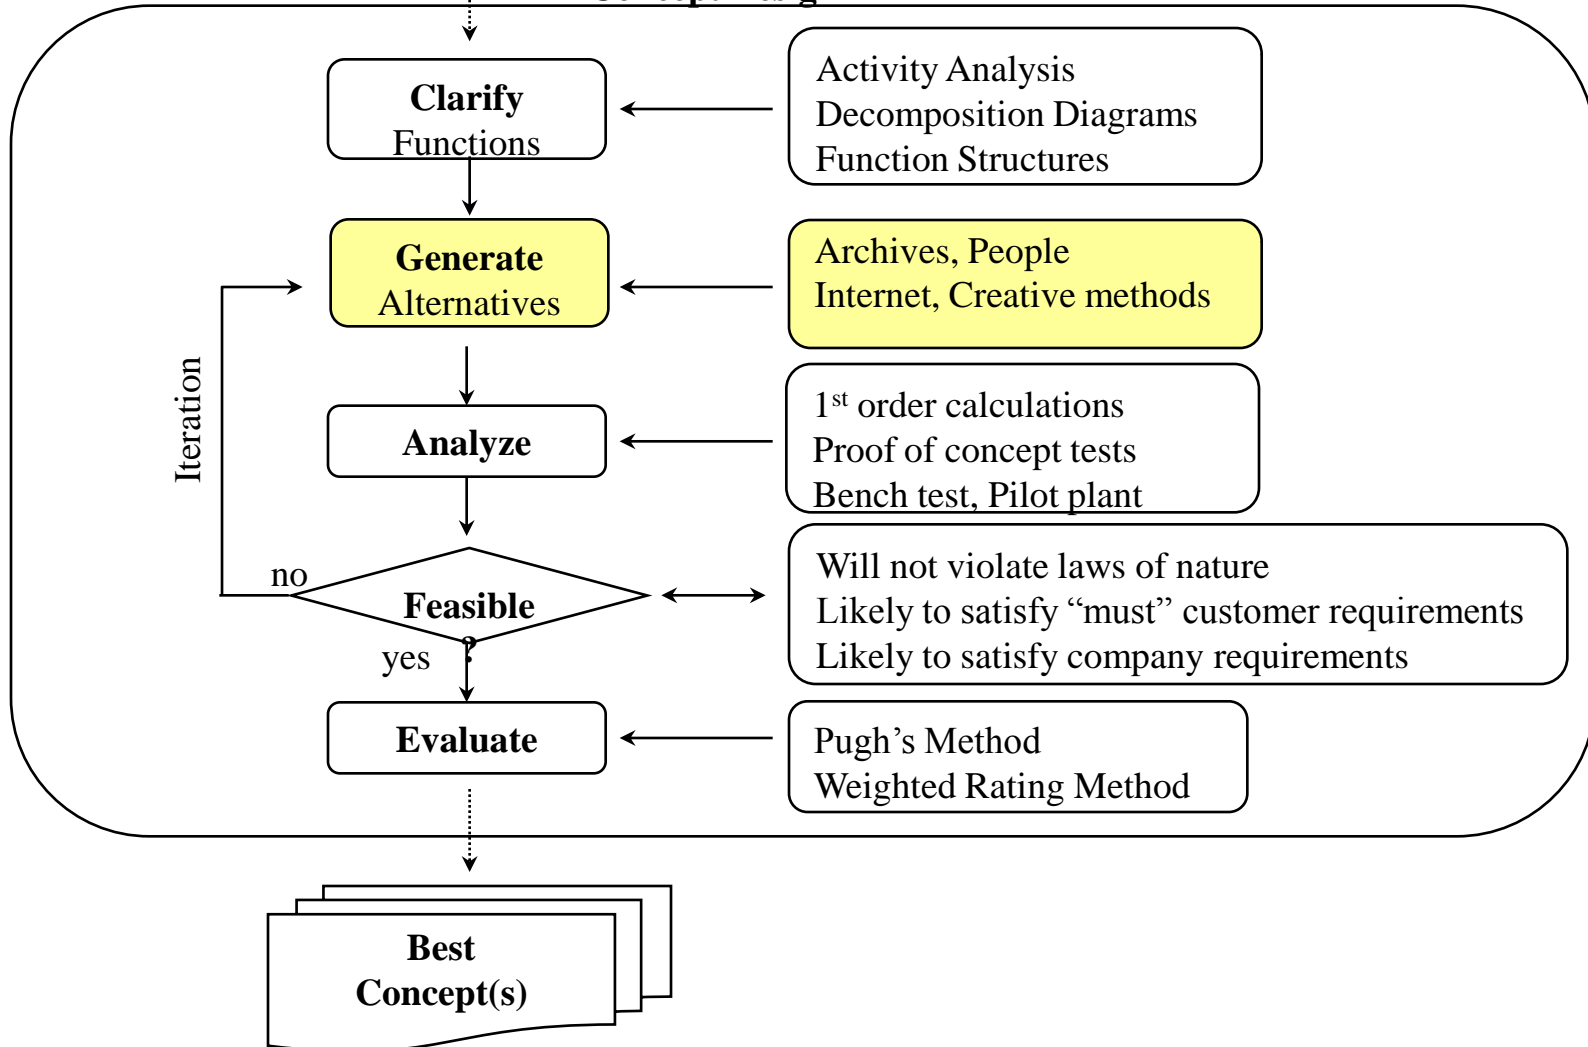 Clarify
Functions
Activity Analysis
Decomposition Diagrams
Function Structures
Generate
Alternatives
Archives, People
Internet, Creative methods
Iteration
Analyze
1st order calculations
Proof of concept tests
Bench test, Pilot plant
no
Feasible
?
yes
Will not violate laws of nature
Likely to satisfy “must” customer requirements
Likely to satisfy company requirements
Evaluate
Pugh’s Method
Weighted Rating Method
Best
Concept(s)